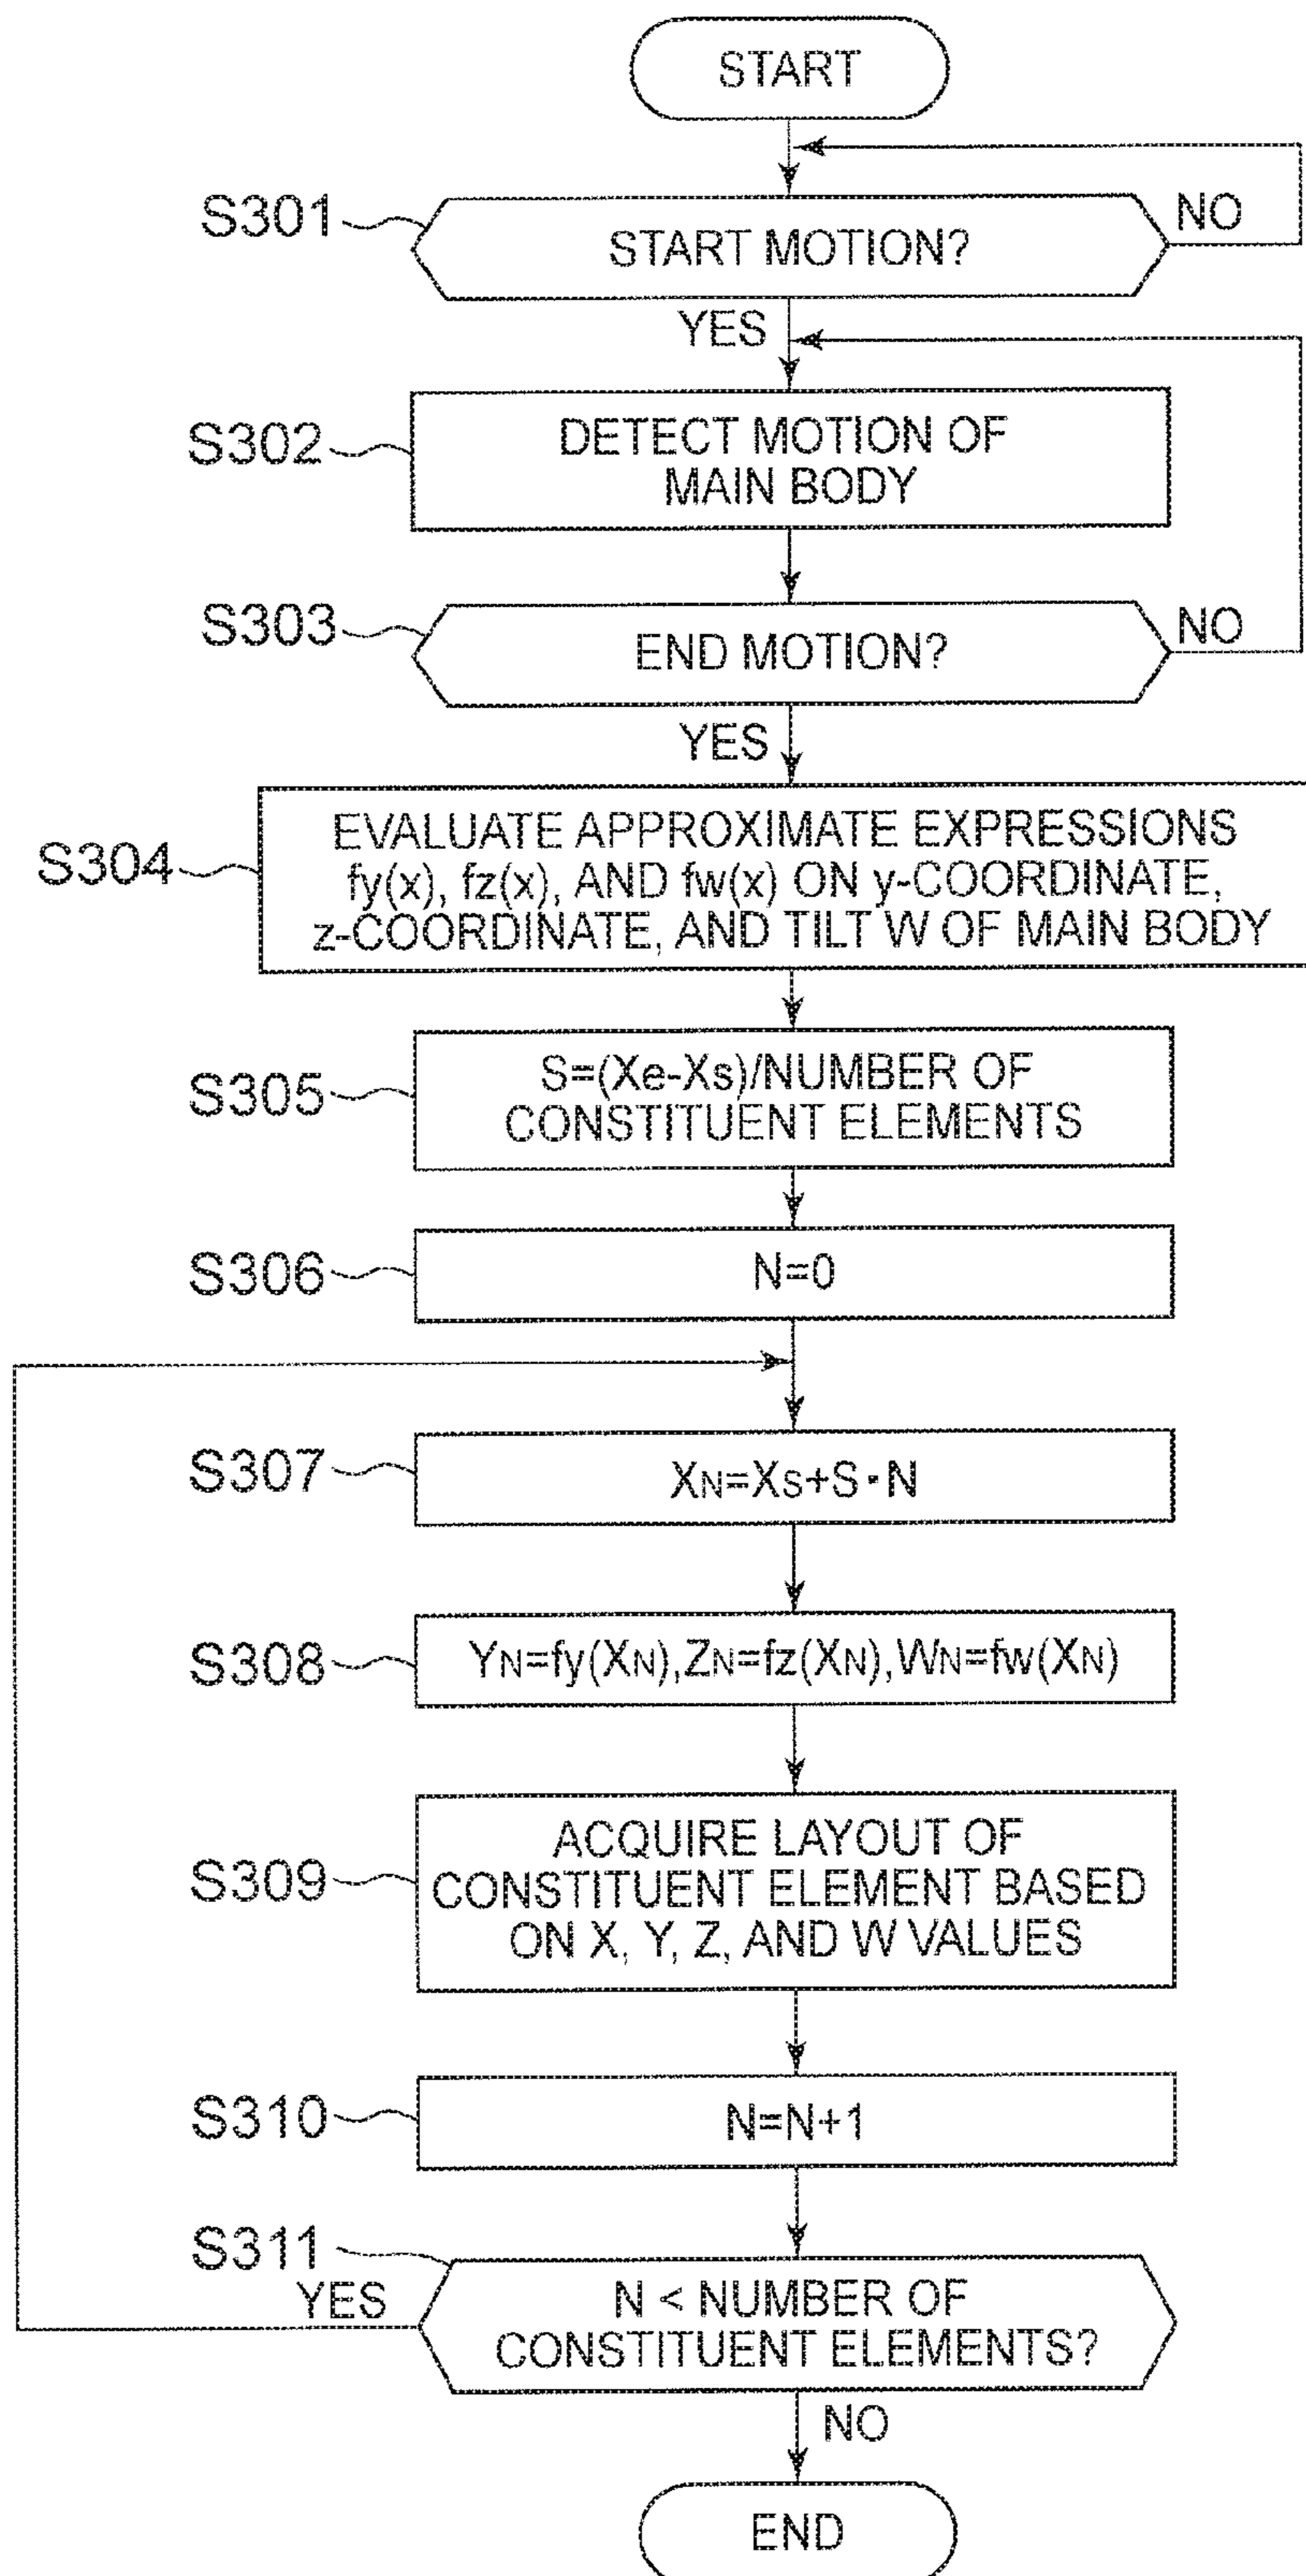 START
S301
START MOTION?
NO
YES
S302
DETECT MOTION OF
MAIN BODY
S303
END MOTION?
NO
YES
S304
EVALUATE APPROXIMATE EXPRESSIONS
fy(x), fz(x), AND fw(x) ON y-COORDINATE,
z-COORDINATE, AND TILT W OF MAIN BODY
S305
S=(Xe-Xs)/NUMBER OF
CONSTITUENT ELEMENTS
S306
N=0
S307
XN=XS+S・N
S308
YN=fy(XN),ZN=fz(XN),WN=fw(XN)
S309
ACQUIRE LAYOUT OF
CONSTITUENT ELEMENT BASED
ON X, Y, Z, AND W VALUES
S310
N=N+1
S311
YES
N < NUMBER OF
CONSTITUENT ELEMENTS?
NO
END